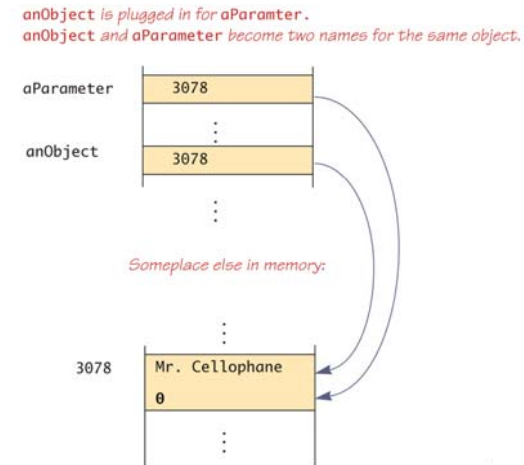 anObject is plugged in for aParamter.
anObject and aParameter become two names for the same object.
aParameter 3078
anObject 3078
Someplace else in memory:
3078 Mr. Cellophane
0